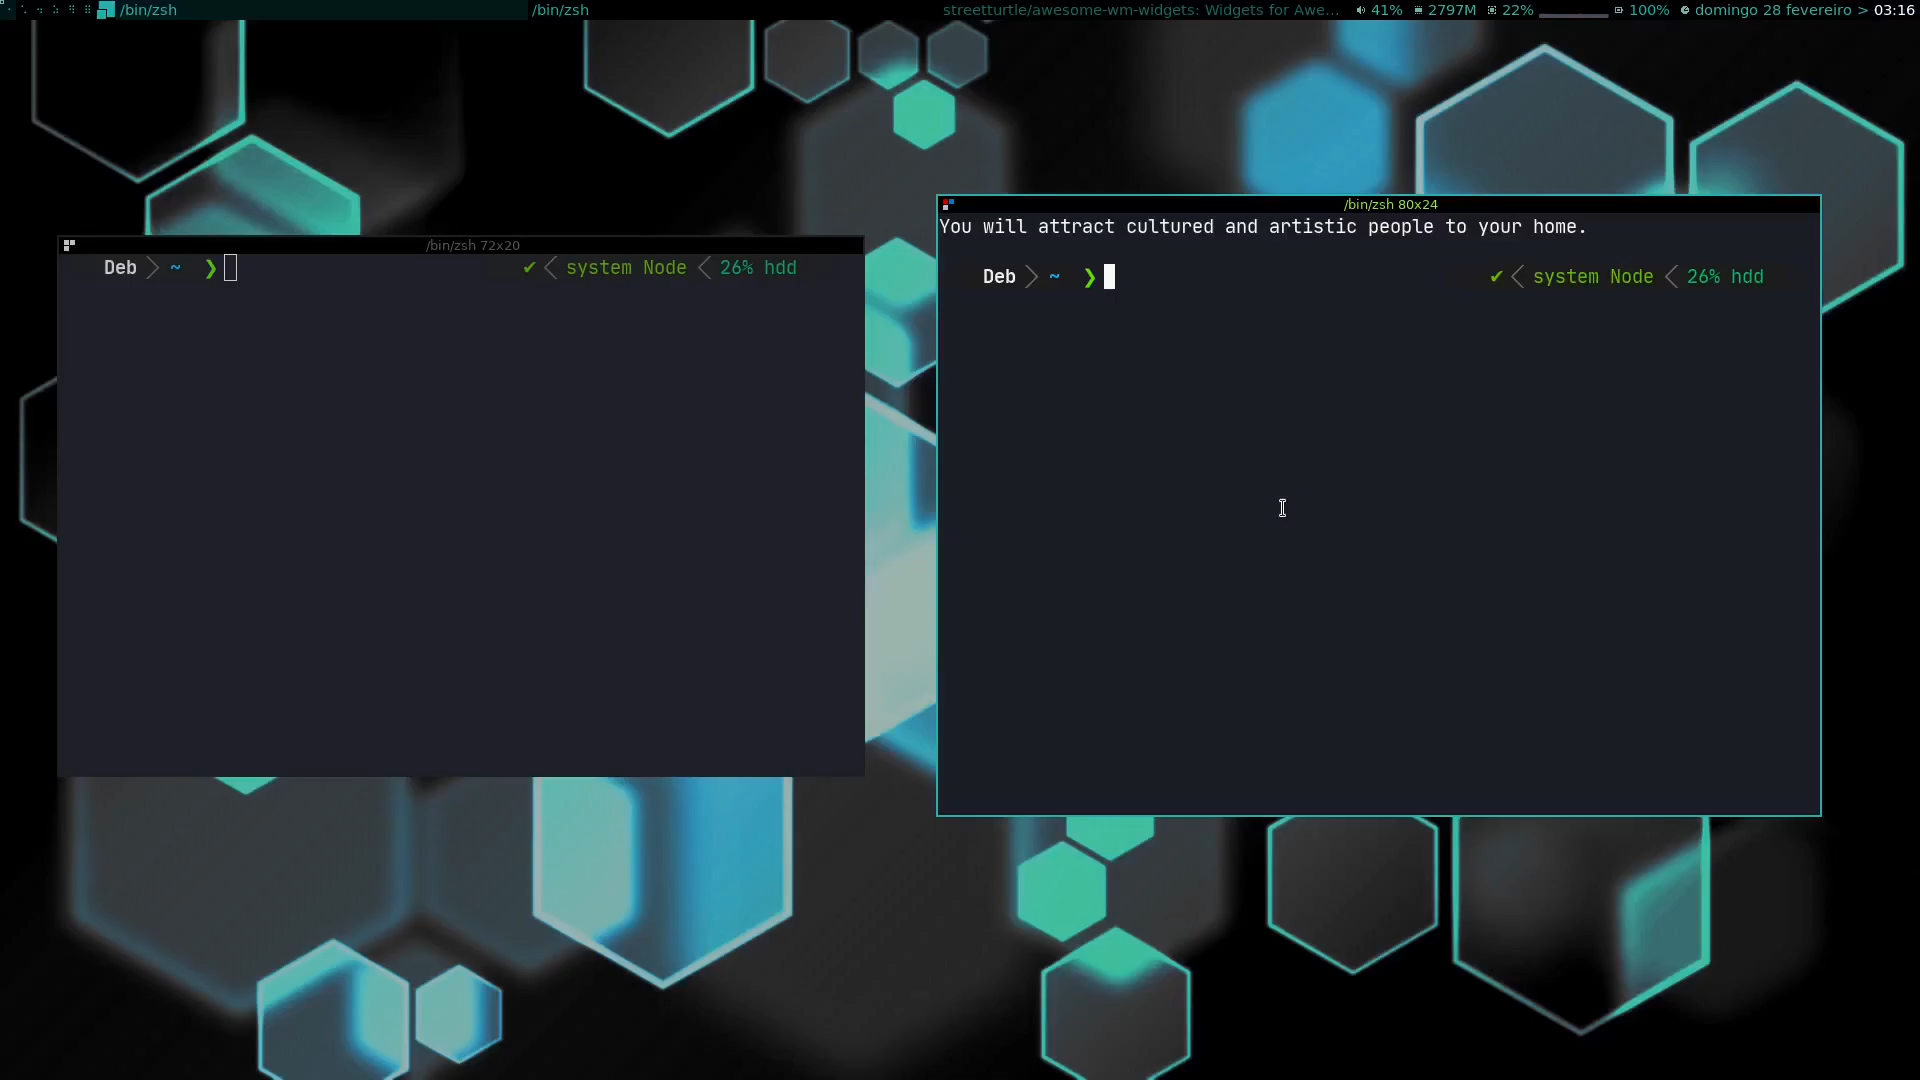 /bin/zsh
/bin/zsh
streetturtle/awesome-wm-widgets: Widgets for Awe...
41%
2797M
22%
100%
domingo 28 fevereiro > 03:16
/bin/zsh 72x20
Deb ~ ❯
✔ system Node 26% hdd
/bin/zsh 80x24
You will attract cultured and artistic people to your home.
Deb ~ ❯
✔ system Node 26% hdd